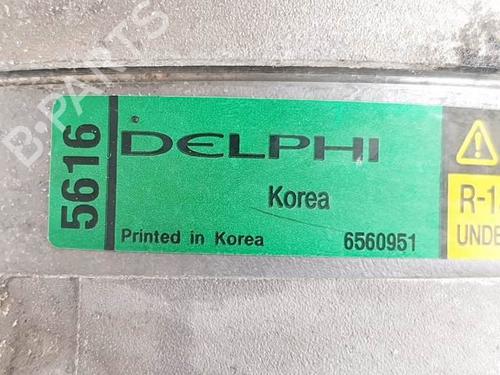 5616
DELPHI
Korea
Printed in Korea 6560951
R-1
UNDE
B-PARTS